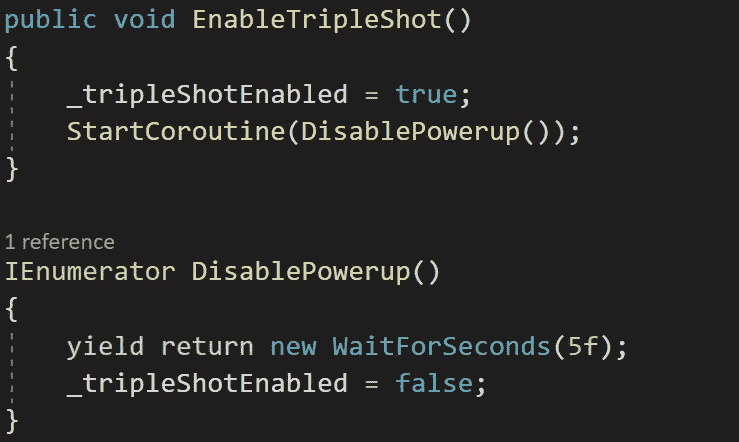 public void EnableTripleShot()
{
    _tripleShotEnabled = true;
    StartCoroutine(DisablePowerup());
}
1 reference
IEnumerator DisablePowerup()
{
    yield return new WaitForSeconds(5f);
    _tripleShotEnabled = false;
}